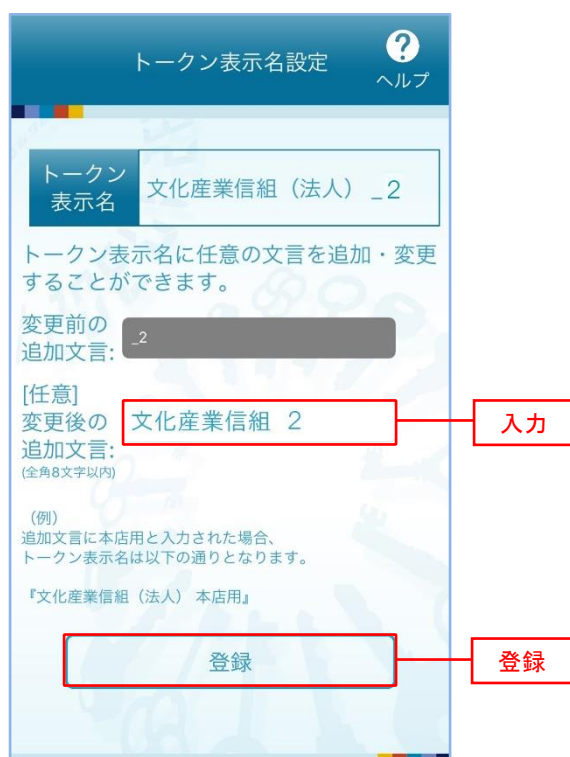 トークン表示名設定
?
ヘルプ
トークン
表示名
文化産業信組（法人）_2
トークン表示名に任意の文言を追加・変更
することができます。
変更前の
追加文言:
_2
[任意]
変更後の
追加文言:
(全角8文字以内)
文化産業信組 2
入力
（例）
追加文言に本店用と入力された場合、
トークン表示名は以下の通りとなります。
『文化産業信組（法人） 本店用』
登録
登録